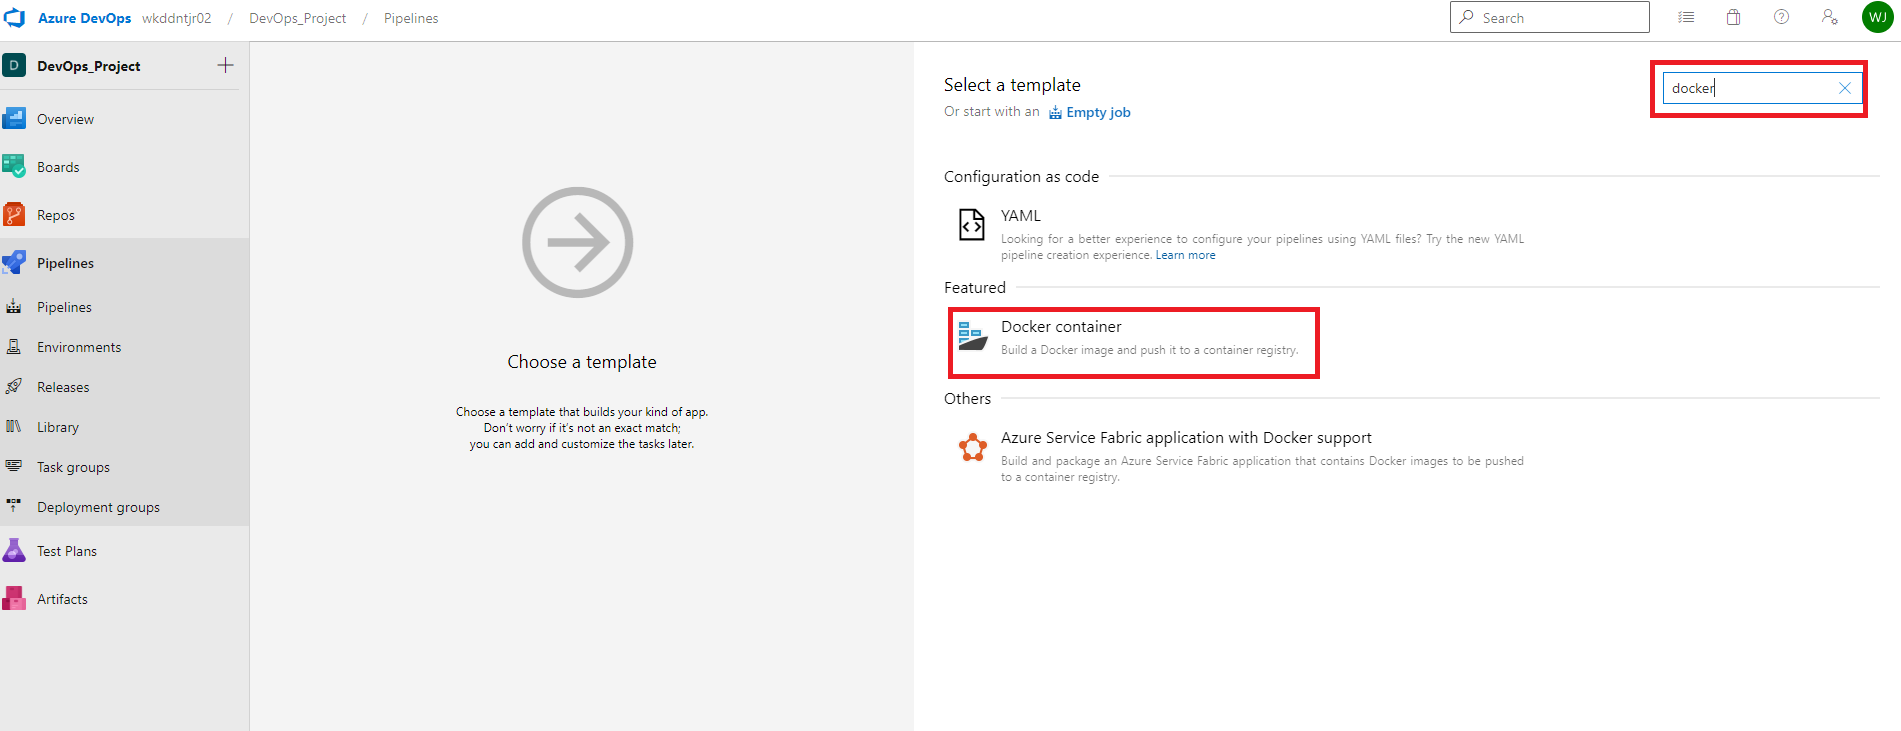 Azure DevOps wkddntjr02 / DevOps_Project / Pipelines
Search
WJ
D DevOps_Project
Overview
Boards
Repos
Pipelines
Pipelines
Environments
Releases
Library
Task groups
Deployment groups
Test Plans
Artifacts
Choose a template
Choose a template that builds your kind of app.
Don't worry if it's not an exact match;
you can add and customize the tasks later.
Select a template
docker
Or start with an Empty job
Configuration as code
YAML
Looking for a better experience to configure your pipelines using YAML files? Try the new YAML
pipeline creation experience. Learn more
Featured
Docker container
Build a Docker image and push it to a container registry.
Others
Azure Service Fabric application with Docker support
Build and package an Azure Service Fabric application that contains Docker images to be pushed
to a container registry.